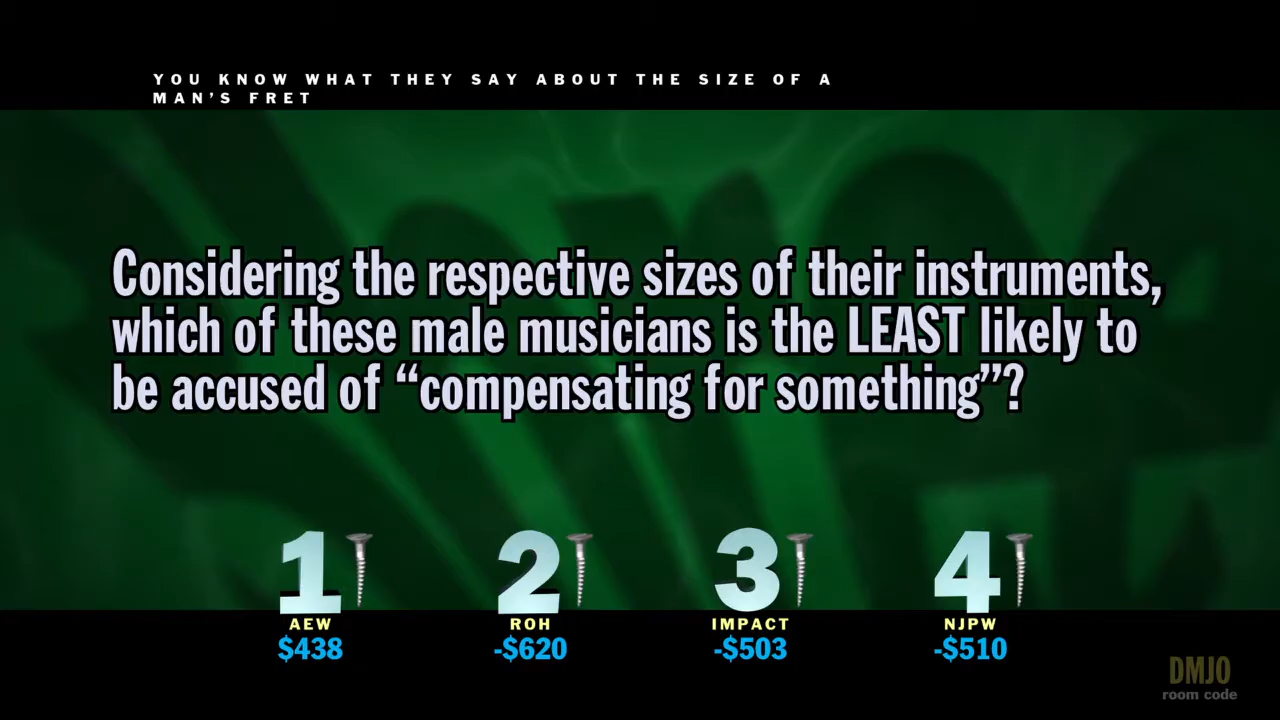 YOU KNOW WHAT THEY SAY ABOUT THE SIZE OF A
MAN'S FRET
Considering the respective sizes of their instruments,
which of these male musicians is the LEAST likely to
be accused of “compensating for something”?
1 2 3 4
AEW ROH IMPACT NJPW
$438 -$620 -$503 -$510
DMJO
room code